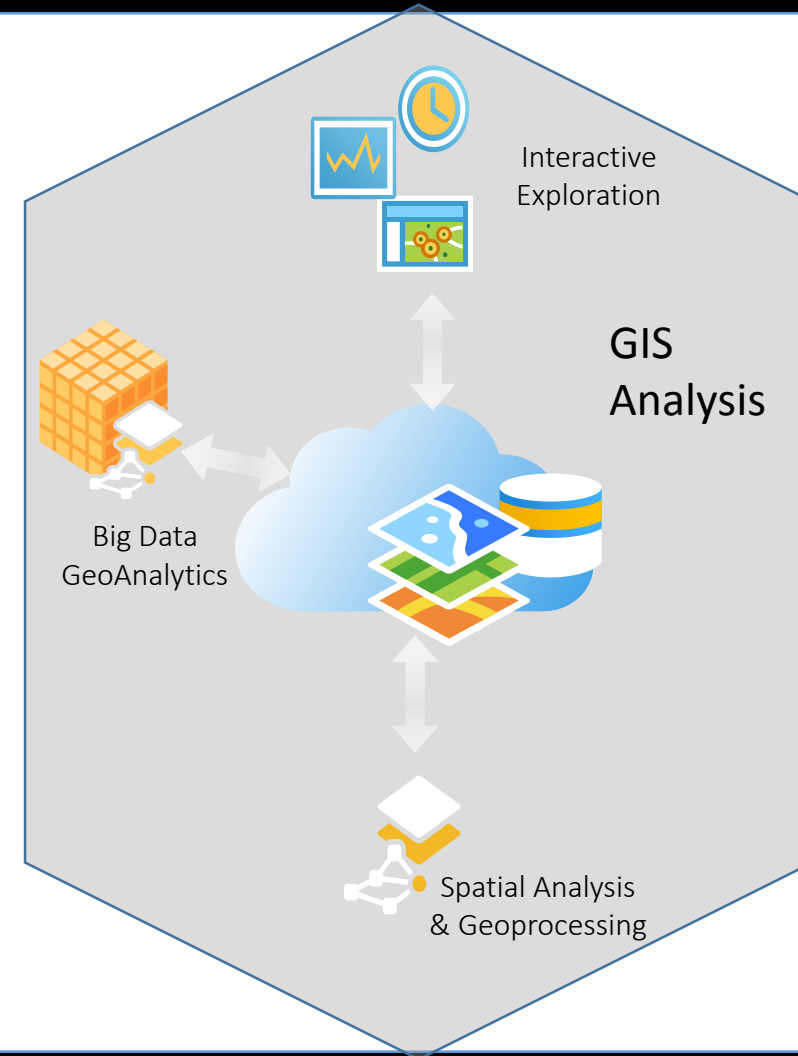 Interactive
Exploration
GIS
Analysis
Big Data
GeoAnalytics
Spatial Analysis
& Geoprocessing